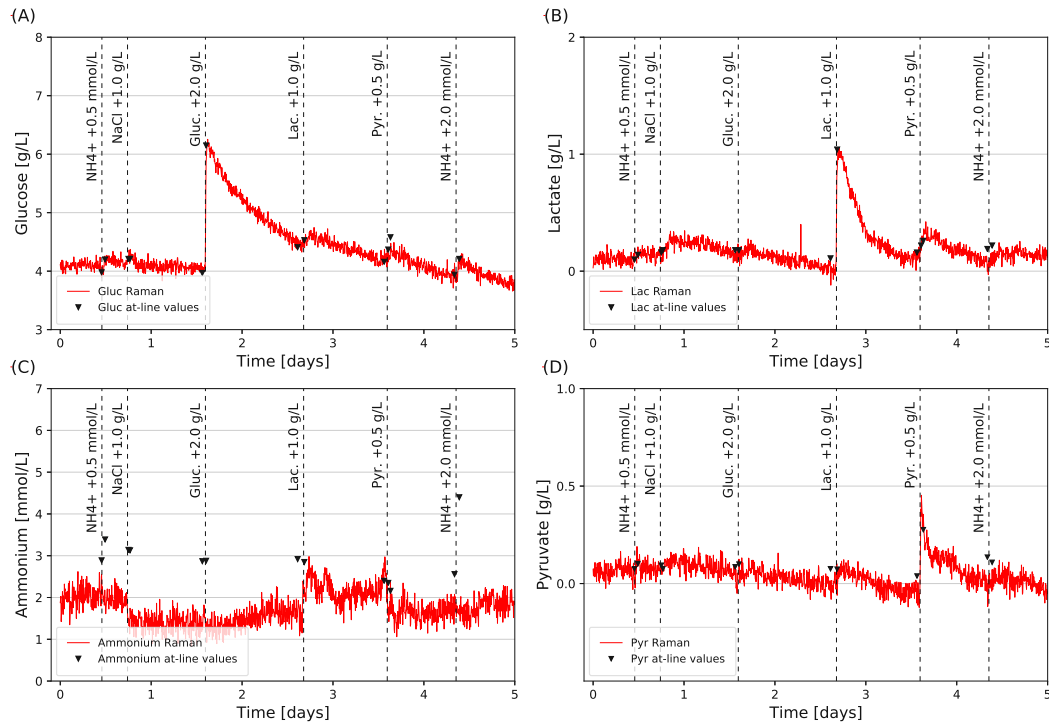 (A)
8
7
6
5
4
3
Glucose [g/L]
NH4+ +0.5 mmol/L
NaCl +1.0 g/L
Gluc. +2.0 g/L
Lac. +1.0 g/L
Pyr. +0.5 g/L
NH4+ +2.0 mmol/L
Gluc Raman
Gluc at-line values
0 1 2 3 4 5
Time [days]
(B)
2
1
0
Lactate [g/L]
NH4+ +0.5 mmol/L
NaCl +1.0 g/L
Gluc. +2.0 g/L
Lac. +1.0 g/L
Pyr. +0.5 g/L
NH4+ +2.0 mmol/L
Lac Raman
Lac at-line values
0 1 2 3 4 5
Time [days]
(C)
7
6
5
4
3
2
1
0
Ammonium [mmol/L]
NH4+ +0.5 mmol/L
NaCl +1.0 g/L
Gluc. +2.0 g/L
Lac. +1.0 g/L
Pyr. +0.5 g/L
NH4+ +2.0 mmol/L
Ammonium Raman
Ammonium at-line values
0 1 2 3 4 5
Time [days]
(D)
1.0
0.5
0.0
Pyruvate [g/L]
NH4+ +0.5 mmol/L
NaCl +1.0 g/L
Gluc. +2.0 g/L
Lac. +1.0 g/L
Pyr. +0.5 g/L
NH4+ +2.0 mmol/L
Pyr Raman
Pyr at-line values
0 1 2 3 4 5
Time [days]